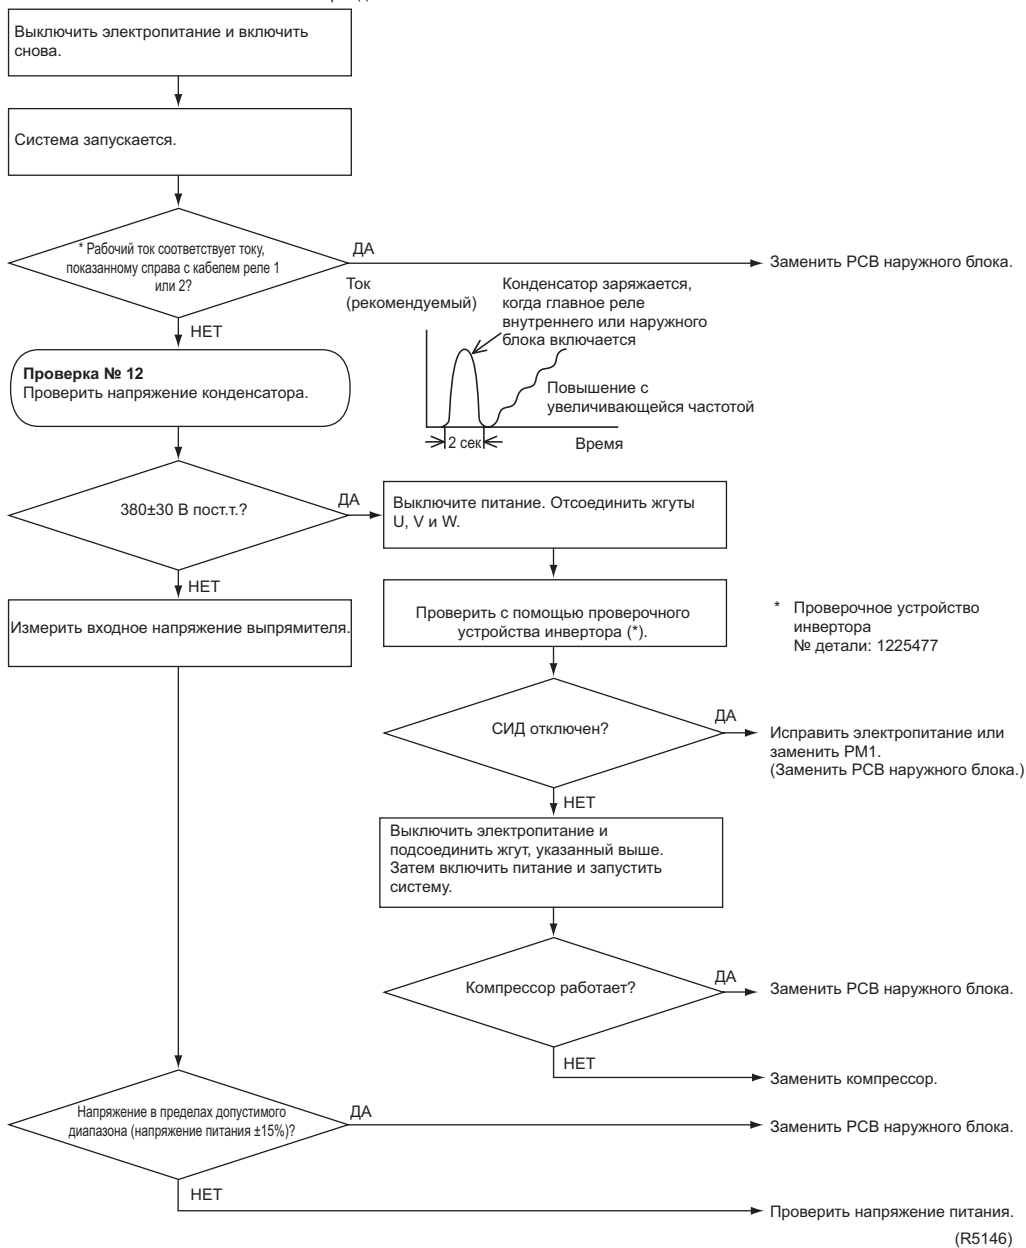 Выключить электропитание и включить
снова.
Система запускается.
* Рабочий ток соответствует току,
показанному справа с кабелем реле 1
или 2?
ДА
Заменить PCB наружного блока.
НЕТ
Ток
(рекомендуемый)
Конденсатор заряжается,
когда главное реле
внутреннего или наружного
блока включается
Повышение с
увеличивающейся частотой
2 сек
Время
Проверка № 12
Проверить напряжение конденсатора.
380±30 В пост.т.?
ДА
Выключите питание. Отсоединить жгуты
U, V и W.
НЕТ
Измерить входное напряжение выпрямителя.
Проверить с помощью проверочного
устройства инвертора (*).
* Проверочное устройство
инвертора
№ детали: 1225477
СИД отключен?
ДА
Исправить электропитание или
заменить PM1.
(Заменить PCB наружного блока.)
НЕТ
Выключить электропитание и
подсоединить жгут, указанный выше.
Затем включить питание и запустить
систему.
Компрессор работает?
ДА
Заменить PCB наружного блока.
НЕТ
Заменить компрессор.
Напряжение в пределах допустимого
диапазона (напряжение питания ±15%)?
ДА
Заменить PCB наружного блока.
НЕТ
Проверить напряжение питания.
(R5146)